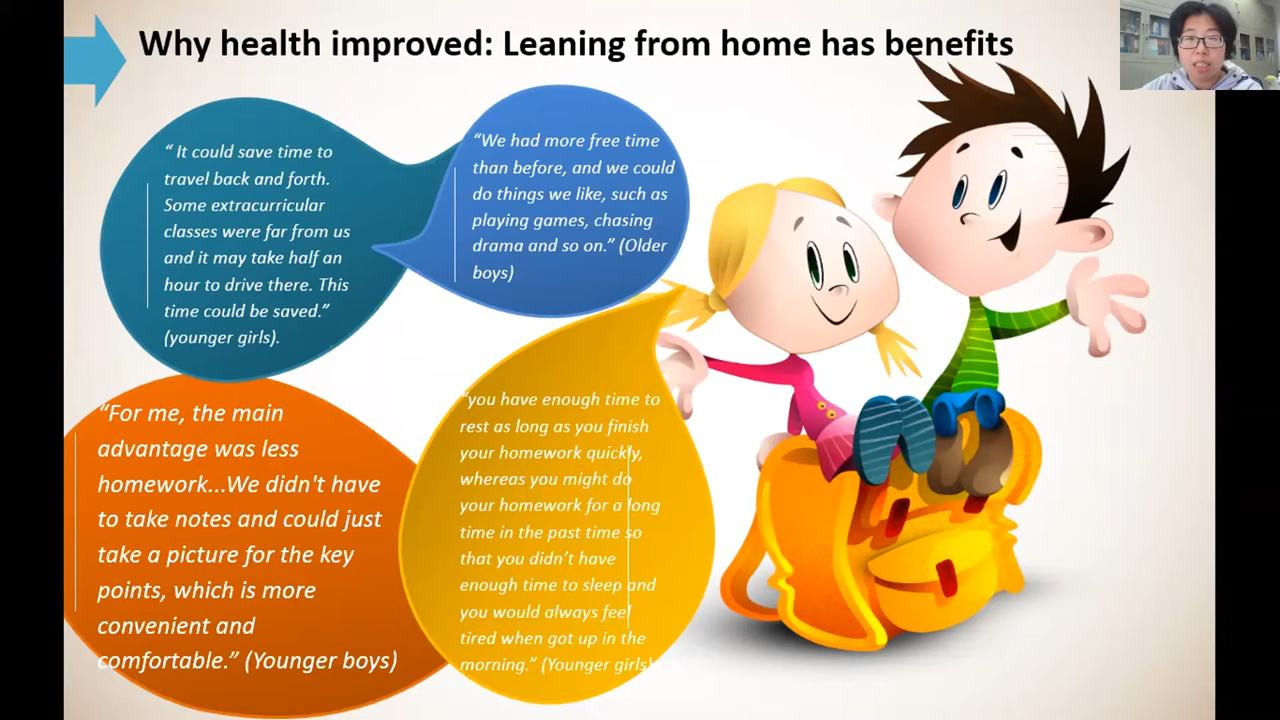 Why health improved: Leaning from home has benefits
“ It could save time to
travel back and forth.
Some extracurricular
classes were far from us
and it may take half an
hour to drive there. This
time could be saved.”
(younger girls).
“We had more free time
than before, and we could
do things we like, such as
playing games, chasing
drama and so on.” (Older
boys)
“For me, the main
advantage was less
homework...We didn't have
to take notes and could just
take a picture for the key
points, which is more
convenient and
comfortable.” (Younger boys)
“you have enough time to
rest as long as you finish
your homework quickly,
whereas you might do
your homework for a long
time in the past time so
that you didn’t have
enough time to sleep and
you would always feel
tired when got up in the
morning.” (Younger girls)